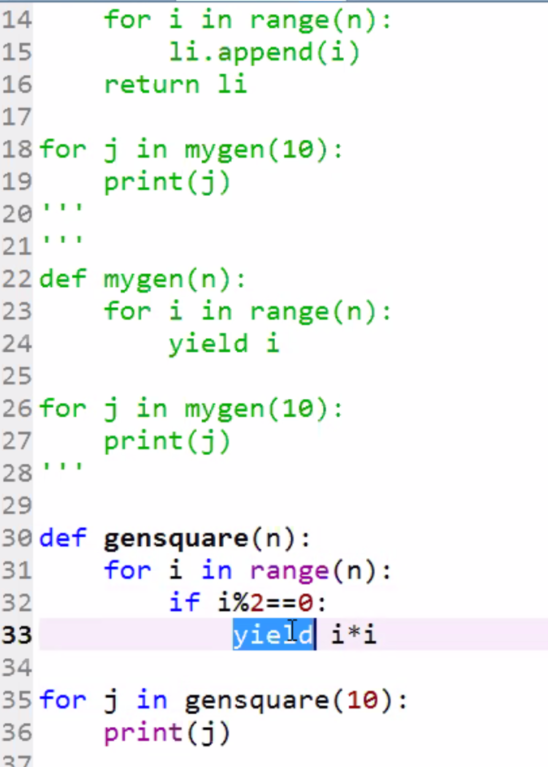 14 for i in range(n):
15 li.append(i)
16 return li
17
18 for j in mygen(10):
19 print(j)
20 '''
21 '''
22 def mygen(n):
23 for i in range(n):
24 yield i
25
26 for j in mygen(10):
27 print(j)
28 '''
29
30 def gensquare(n):
31 for i in range(n):
32 if i%2==0:
33 yield i*i
34
35 for j in gensquare(10):
36 print(j)
37